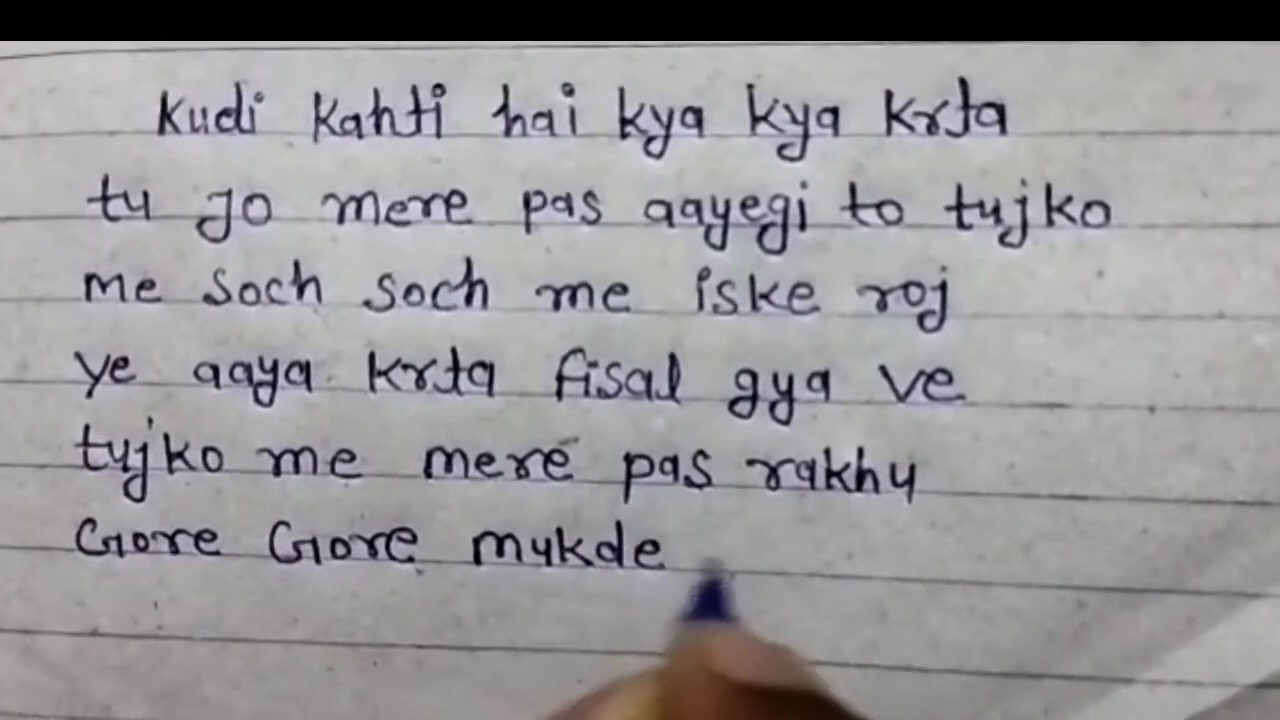 Kudi Kahti hai kya kya krta
tu Jo mere pas aayegi to tujko
me soch soch me iske roj
ye aaya krta fisal gya ve
tujko me mere pas rakhu
Gore Gore mukde